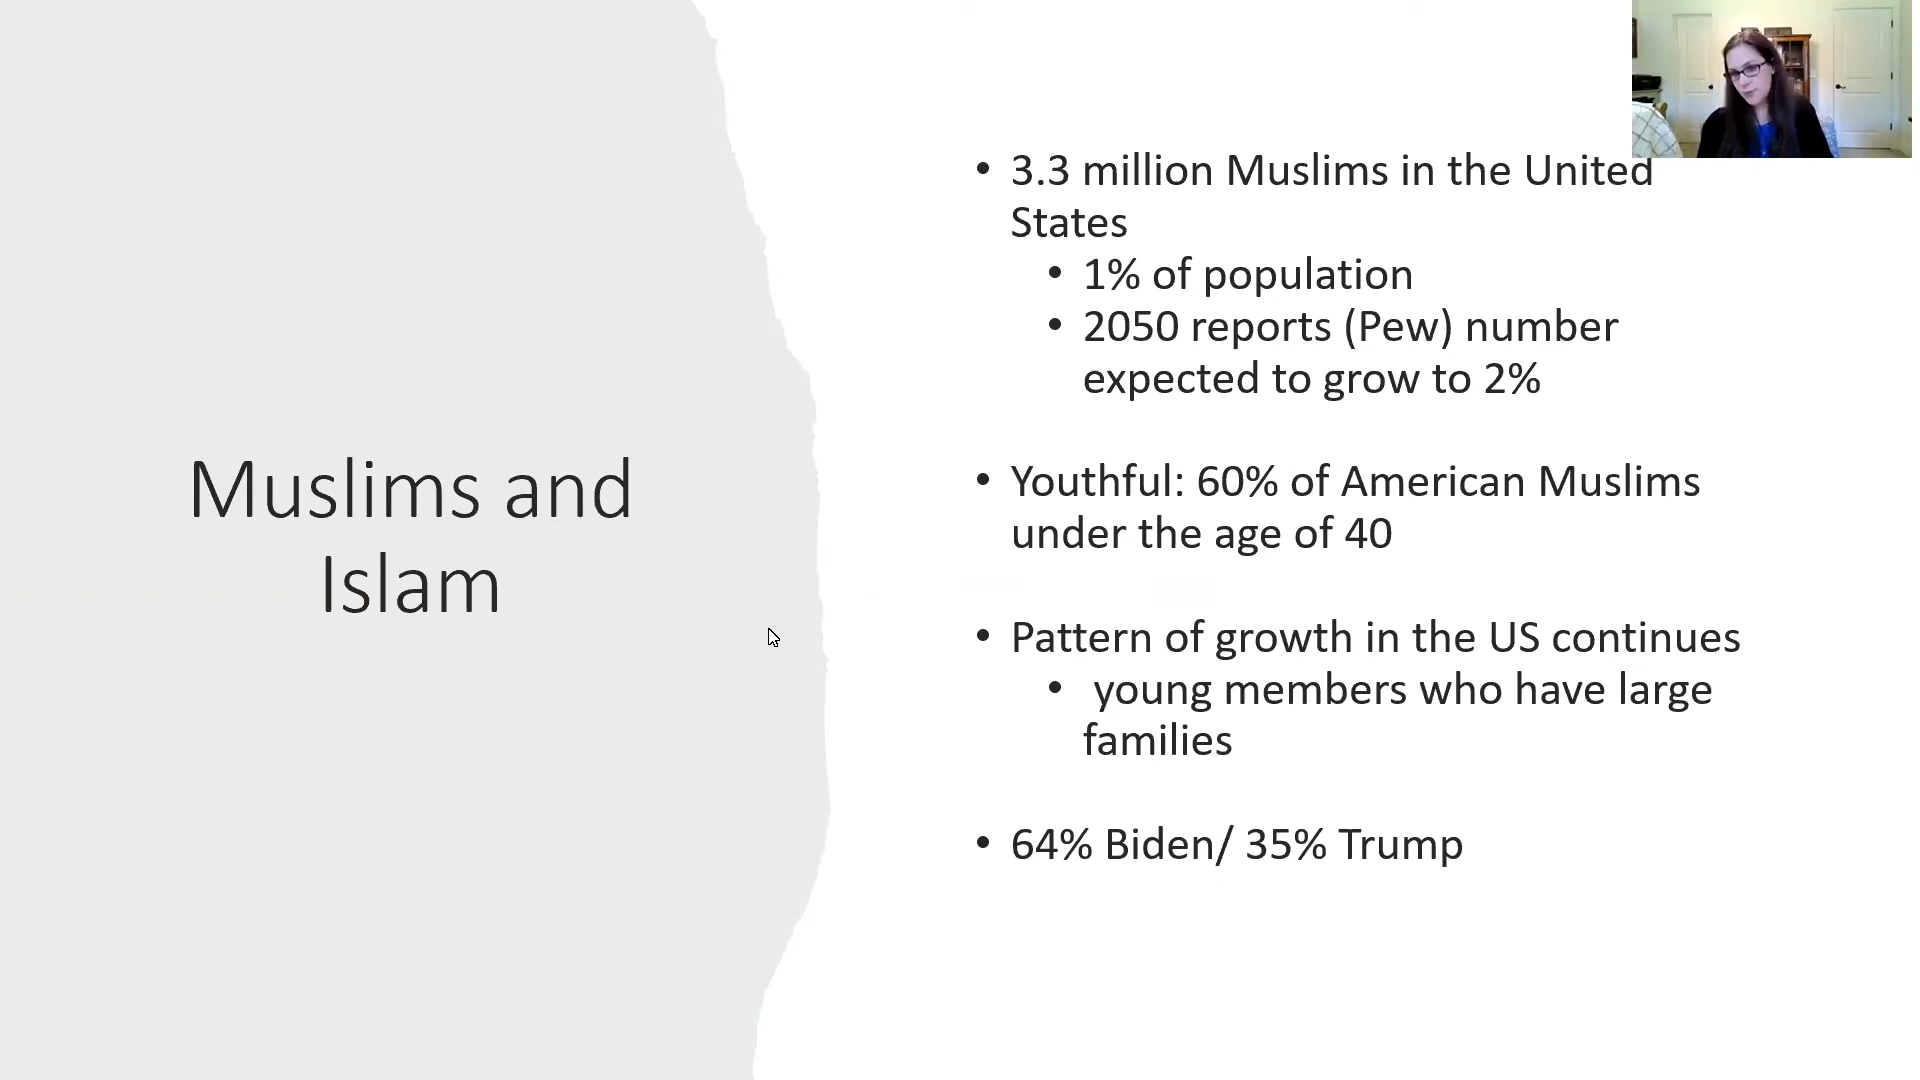 Muslims and
Islam
• 3.3 million Muslims in the United
States
• 1% of population
• 2050 reports (Pew) number
expected to grow to 2%
• Youthful: 60% of American Muslims
under the age of 40
• Pattern of growth in the US continues
• young members who have large
families
• 64% Biden/ 35% Trump